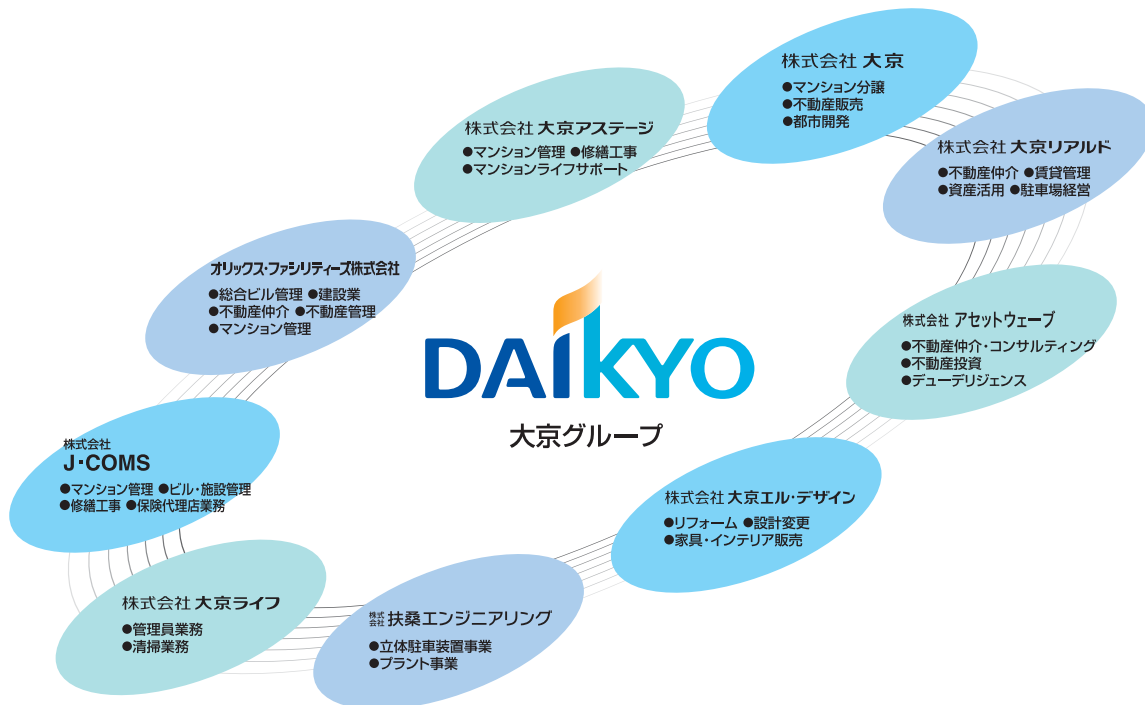 株式会社 大京
●マンション分譲
●不動産販売
●都市開発
株式会社 大京アステージ
●マンション管理 ●修繕工事
●マンションライフサポート
株式会社 大京リアルド
●不動産仲介 ●賃貸管理
●資産活用 ●駐車場経営
オリックス・ファシリティーズ株式会社
●総合ビル管理 ●建設業
●不動産仲介 ●不動産管理
●マンション管理
株式会社 アセットウェーブ
●不動産仲介・コンサルティング
●不動産投資
●デューデリジェンス
DAIKYO
大京グループ
株式会社
J・COMS
●マンション管理 ●ビル・施設管理
●修繕工事 ●保険代理店業務
株式会社 大京エル・デザイン
●リフォーム ●設計変更
●家具・インテリア販売
株式会社 大京ライフ
●管理員業務
●清掃業務
株式会社 扶桑エンジニアリング
●立体駐車装置事業
●プラント事業